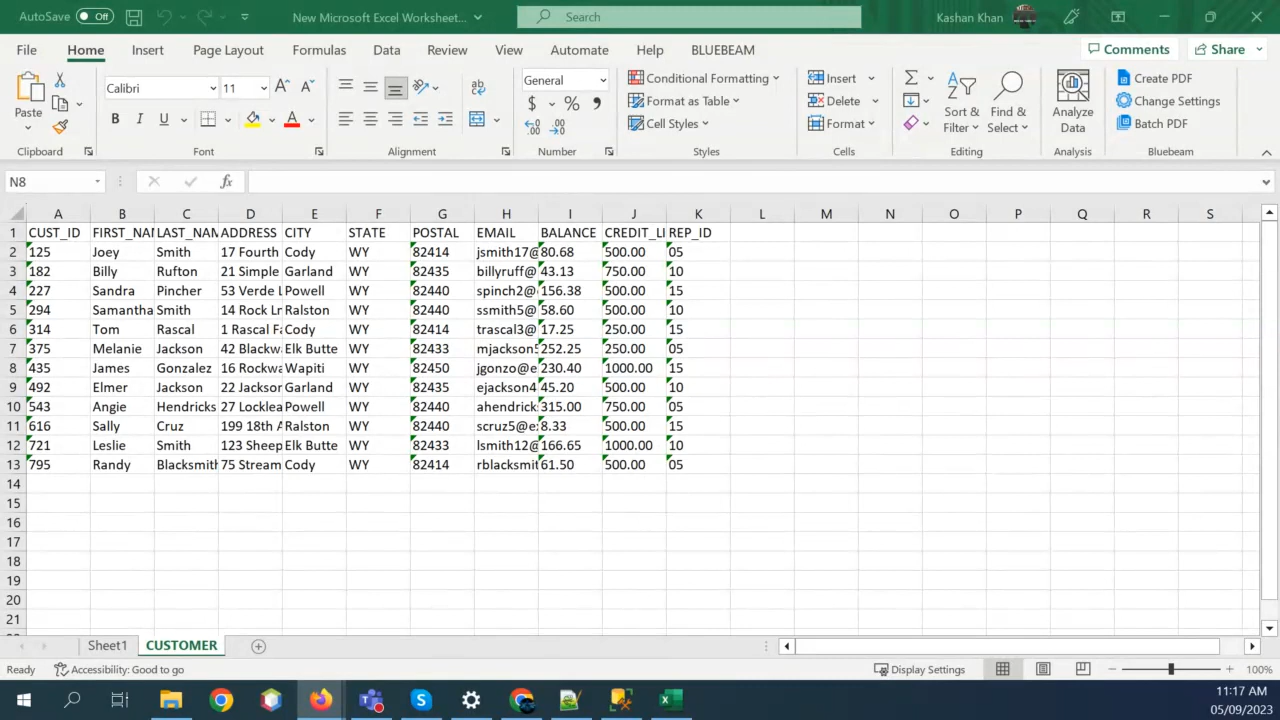 AutoSave Off New Microsoft Excel Worksheet... Search Kashan Khan
File Home Insert Page Layout Formulas Data Review View Automate Help BLUEBEAM Comments Share
Paste Calibri 11 General Conditional Formatting Insert Create PDF
B I U A $ % Format as Table Delete Sort & Filter Find & Select Analyze Data Change Settings
Cell Styles Format Batch PDF
Clipboard Font Alignment Number Styles Cells Editing Analysis Bluebeam
N8 fx
A B C D E F G H I J K L M N O P Q R S
1 CUST_ID FIRST_NAM LAST_NAM ADDRESS CITY STATE POSTAL EMAIL BALANCE CREDIT_LI REP_ID
2 125 Joey Smith 17 Fourth Cody WY 82414 jsmith17@ 80.68 500.00 05
3 182 Billy Rufton 21 Simple Garland WY 82435 billyruff@ 43.13 750.00 10
4 227 Sandra Pincher 53 Verde L Powell WY 82440 spinch2@ 156.38 500.00 15
5 294 Samantha Smith 14 Rock Ln Ralston WY 82440 ssmith5@ 58.60 500.00 10
6 314 Tom Rascal 1 Rascal Fa Cody WY 82414 trascal3@ 17.25 250.00 15
7 375 Melanie Jackson 42 Blackwa Elk Butte WY 82433 mjackson5 252.25 250.00 05
8 435 James Gonzalez 16 Rockwa Wapiti WY 82450 jgonzo@e 230.40 1000.00 15
9 492 Elmer Jackson 22 Jackson Garland WY 82435 ejackson4 45.20 500.00 10
10 543 Angie Hendricks 27 Locklea Powell WY 82440 ahendrick 315.00 750.00 05
11 616 Sally Cruz 199 18th A Ralston WY 82440 scruz5@e 8.33 500.00 15
12 721 Leslie Smith 123 Sheep Elk Butte WY 82433 lsmith12@ 166.65 1000.00 10
13 795 Randy Blacksmith 75 Stream Cody WY 82414 rblacksmit 61.50 500.00 05
14
15
16
17
18
19
20
21
Sheet1 CUSTOMER
Ready Accessibility: Good to go Display Settings 100%
11:17 AM
05/09/2023